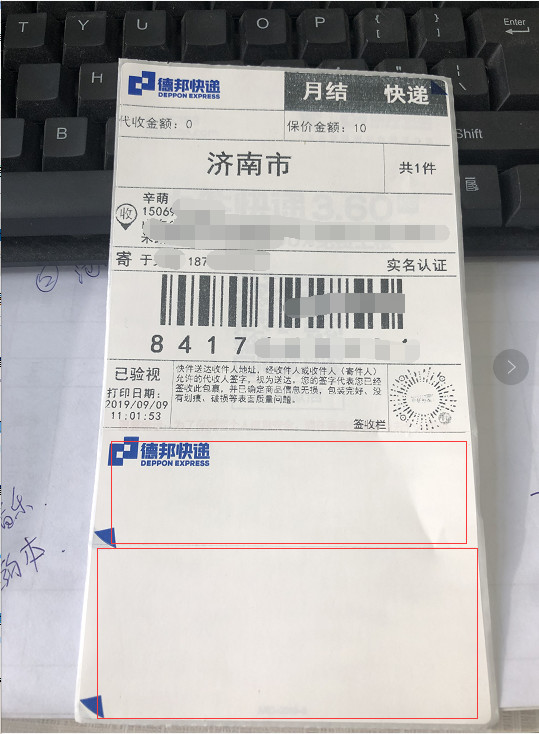 T
Y
U
I
O
P
Enter
G
H
B
Shift
德邦快递
DEPPON EXPRESS
月结 快递
代收金额：0
保价金额：10
济南市
共1件
收
辛萌
1506
寄 于 187
实名认证
8417 1
已验视
打印日期：
2019/09/09
11:01:53
快件送达收件人地址，经收件人或收件人（寄件人）
允许的代收人签字，视为送达。您的签字代表您已经
签收此包裹，并已确定商品信息无损，包装完好、没
有划痕、破损等表面质量问题。
签收栏
德邦快递
DEPPON EXPRESS